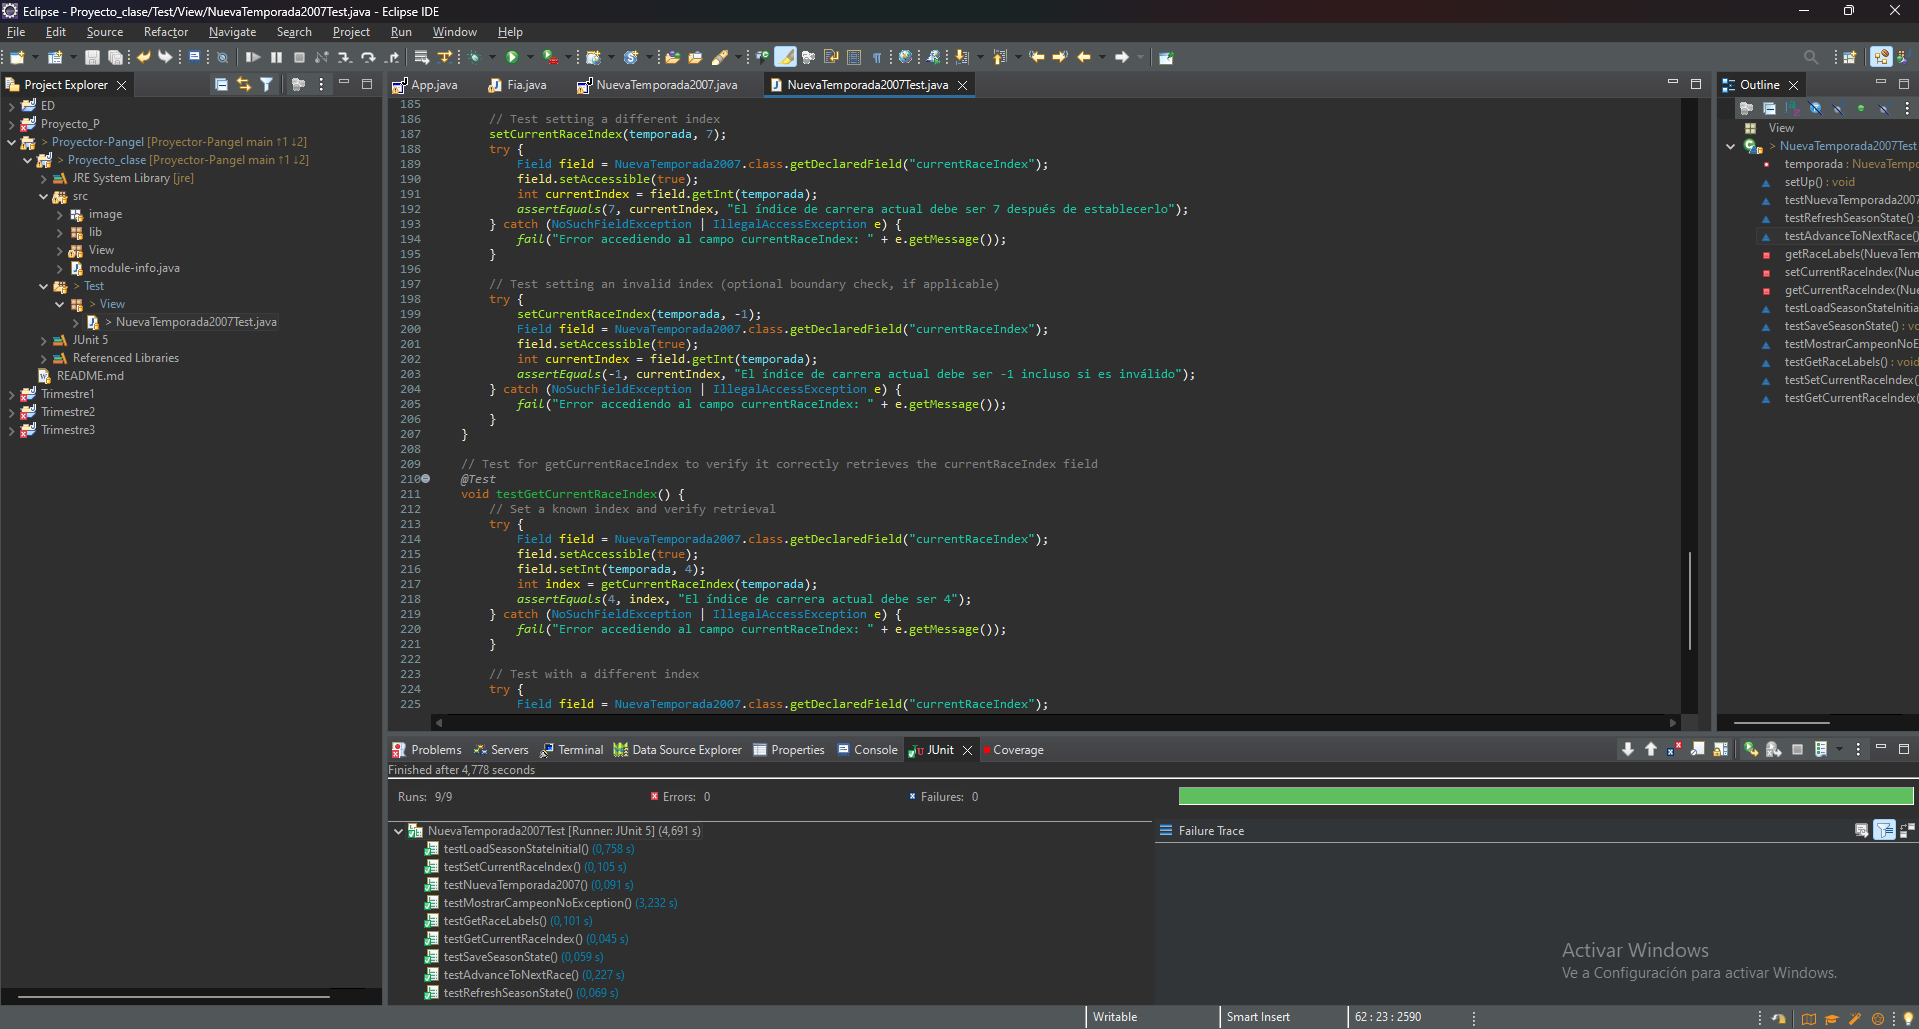 Eclipse - Proyecto_clase/Test/View/NuevaTemporada2007Test.java - Eclipse IDE
File Edit Source Refactor Navigate Search Project Run Window Help
Project Explorer
ED
Proyecto_P
> Proyector-Pangel [Proyector-Pangel main ↑1 ↓2]
> Proyecto_clase [Proyector-Pangel main ↑1 ↓2]
JRE System Library [jre]
src
image
lib
View
module-info.java
> Test
> View
> NuevaTemporada2007Test.java
JUnit 5
Referenced Libraries
README.md
Trimestre1
Trimestre2
Trimestre3
App.java Fia.java NuevaTemporada2007.java NuevaTemporada2007Test.java
185
186 // Test setting a different index
187 setCurrentRaceIndex(temporada, 7);
188 try {
189 Field field = NuevaTemporada2007.class.getDeclaredField("currentRaceIndex");
190 field.setAccessible(true);
191 int currentIndex = field.getInt(temporada);
192 assertEquals(7, currentIndex, "El índice de carrera actual debe ser 7 después de establecerlo");
193 } catch (NoSuchFieldException | IllegalAccessException e) {
194 fail("Error accediendo al campo currentRaceIndex: " + e.getMessage());
195 }
196
197 // Test setting an invalid index (optional boundary check, if applicable)
198 try {
199 setCurrentRaceIndex(temporada, -1);
200 Field field = NuevaTemporada2007.class.getDeclaredField("currentRaceIndex");
201 field.setAccessible(true);
202 int currentIndex = field.getInt(temporada);
203 assertEquals(-1, currentIndex, "El índice de carrera actual debe ser -1 incluso si es inválido");
204 } catch (NoSuchFieldException | IllegalAccessException e) {
205 fail("Error accediendo al campo currentRaceIndex: " + e.getMessage());
206 }
207 }
208
209 // Test for getCurrentRaceIndex to verify it correctly retrieves the currentRaceIndex field
210 @Test
211 void testGetCurrentRaceIndex() {
212 // Set a known index and verify retrieval
213 try {
214 Field field = NuevaTemporada2007.class.getDeclaredField("currentRaceIndex");
215 field.setAccessible(true);
216 field.setInt(temporada, 4);
217 int index = getCurrentRaceIndex(temporada);
218 assertEquals(4, index, "El índice de carrera actual debe ser 4");
219 } catch (NoSuchFieldException | IllegalAccessException e) {
220 fail("Error accediendo al campo currentRaceIndex: " + e.getMessage());
221 }
222
223 // Test with a different index
224 try {
225 Field field = NuevaTemporada2007.class.getDeclaredField("currentRaceIndex");
Outline
View
> NuevaTemporada2007Test
temporada : NuevaTempo
setUp() : void
testNuevaTemporada2007
testRefreshSeasonState() :
testAdvanceToNextRace()
getRaceLabels(NuevaTem
setCurrentRaceIndex(Nue
getCurrentRaceIndex(Nue
testLoadSeasonStateInitia
testSaveSeasonState() : vo
testMostrarCampeonNoE
testGetRaceLabels() : void
testSetCurrentRaceIndex(
testGetCurrentRaceIndex(
Problems Servers Terminal Data Source Explorer Properties Console JUnit Coverage
Finished after 4,778 seconds
Runs: 9/9 Errors: 0 Failures: 0
NuevaTemporada2007Test [Runner: JUnit 5] (4,691 s)
testLoadSeasonStateInitial() (0,758 s)
testSetCurrentRaceIndex() (0,105 s)
testNuevaTemporada2007() (0,091 s)
testMostrarCampeonNoException() (3,232 s)
testGetRaceLabels() (0,101 s)
testGetCurrentRaceIndex() (0,045 s)
testSaveSeasonState() (0,059 s)
testAdvanceToNextRace() (0,227 s)
testRefreshSeasonState() (0,069 s)
Failure Trace
Activar Windows
Ve a Configuración para activar Windows.
Writable Smart Insert 62 : 23 : 2590